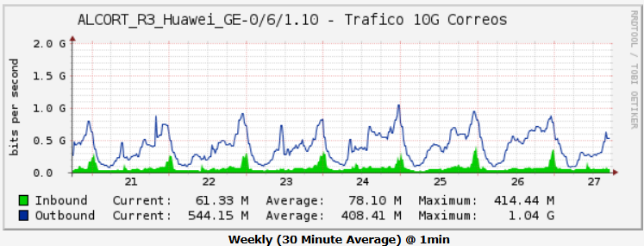 ALCORT_R3_Huawei_GE-0/6/1.10 - Trafico 10G Correos
RRDTOOL / TOBI OETIKER
bits per second
2.0 G
1.5 G
1.0 G
0.5 G
0.0
21 22 23 24 25 26 27
Inbound Current: 61.33 M Average: 78.10 M Maximum: 414.44 M
Outbound Current: 544.15 M Average: 408.41 M Maximum: 1.04 G
Weekly (30 Minute Average) @ 1min